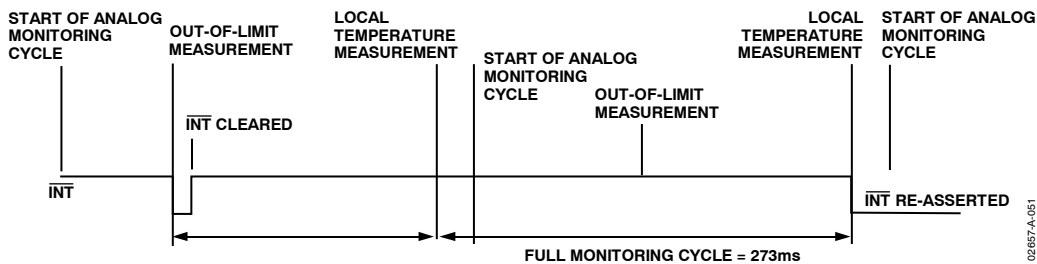 START OF ANALOG
MONITORING
CYCLE
OUT-OF-LIMIT
MEASUREMENT
LOCAL
TEMPERATURE
MEASUREMENT
START OF ANALOG
MONITORING
CYCLE
OUT-OF-LIMIT
MEASUREMENT
LOCAL
TEMPERATURE
MEASUREMENT
START OF ANALOG
MONITORING
CYCLE
INT CLEARED
INT
INT RE-ASSERTED
FULL MONITORING CYCLE = 273ms
02657-A-051